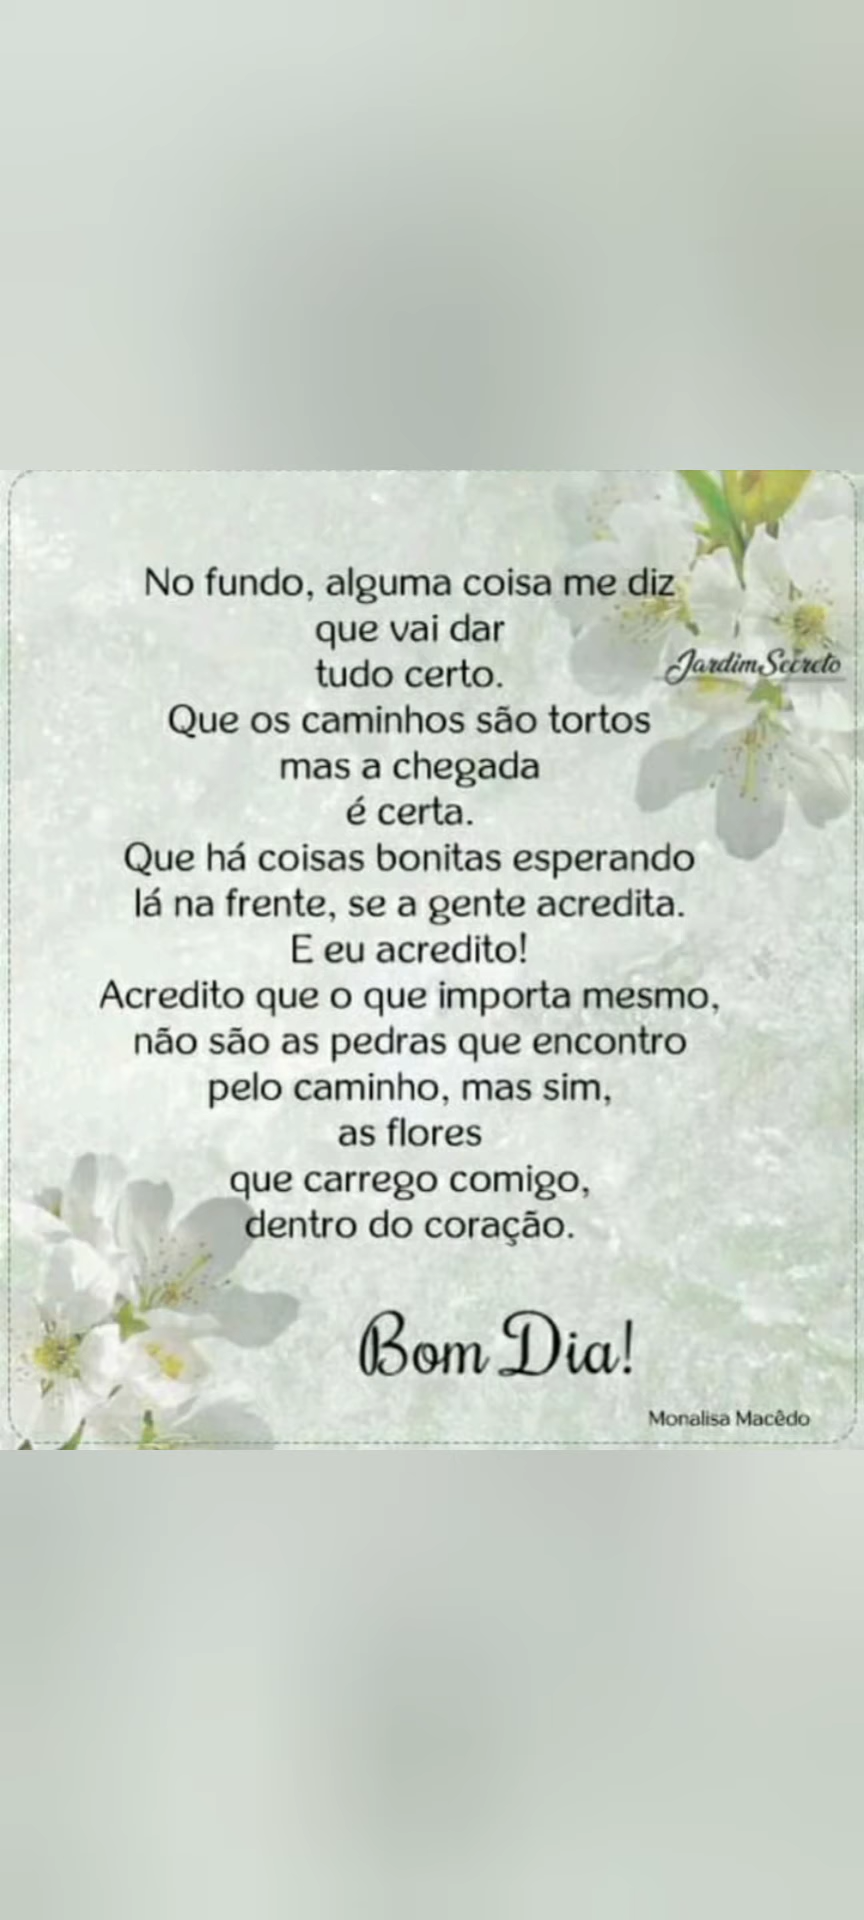 No fundo, alguma coisa me diz
que vai dar
tudo certo.
JardimSecreto
Que os caminhos são tortos
mas a chegada
é certa.
Que há coisas bonitas esperando
lá na frente, se a gente acredita.
E eu acredito!
Acredito que o que importa mesmo,
não são as pedras que encontro
pelo caminho, mas sim,
as flores
que carrego comigo,
dentro do coração.
Bom Dia!
Monalisa Macêdo